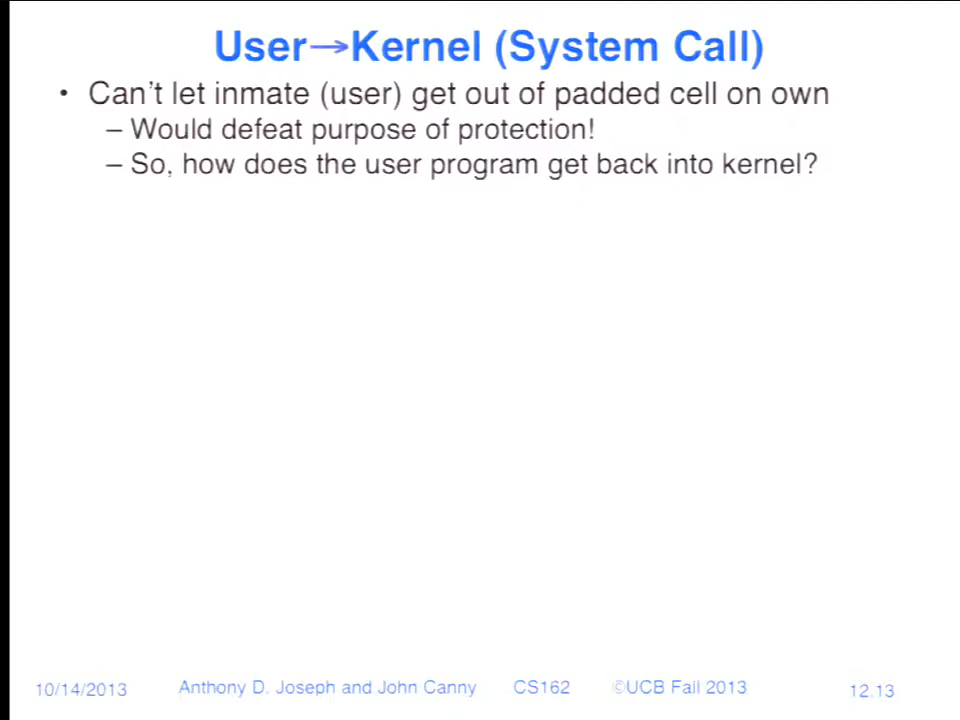 User→Kernel (System Call)
• Can't let inmate (user) get out of padded cell on own
– Would defeat purpose of protection!
– So, how does the user program get back into kernel?
10/14/2013 Anthony D. Joseph and John Canny CS162 ©UCB Fall 2013 12.13